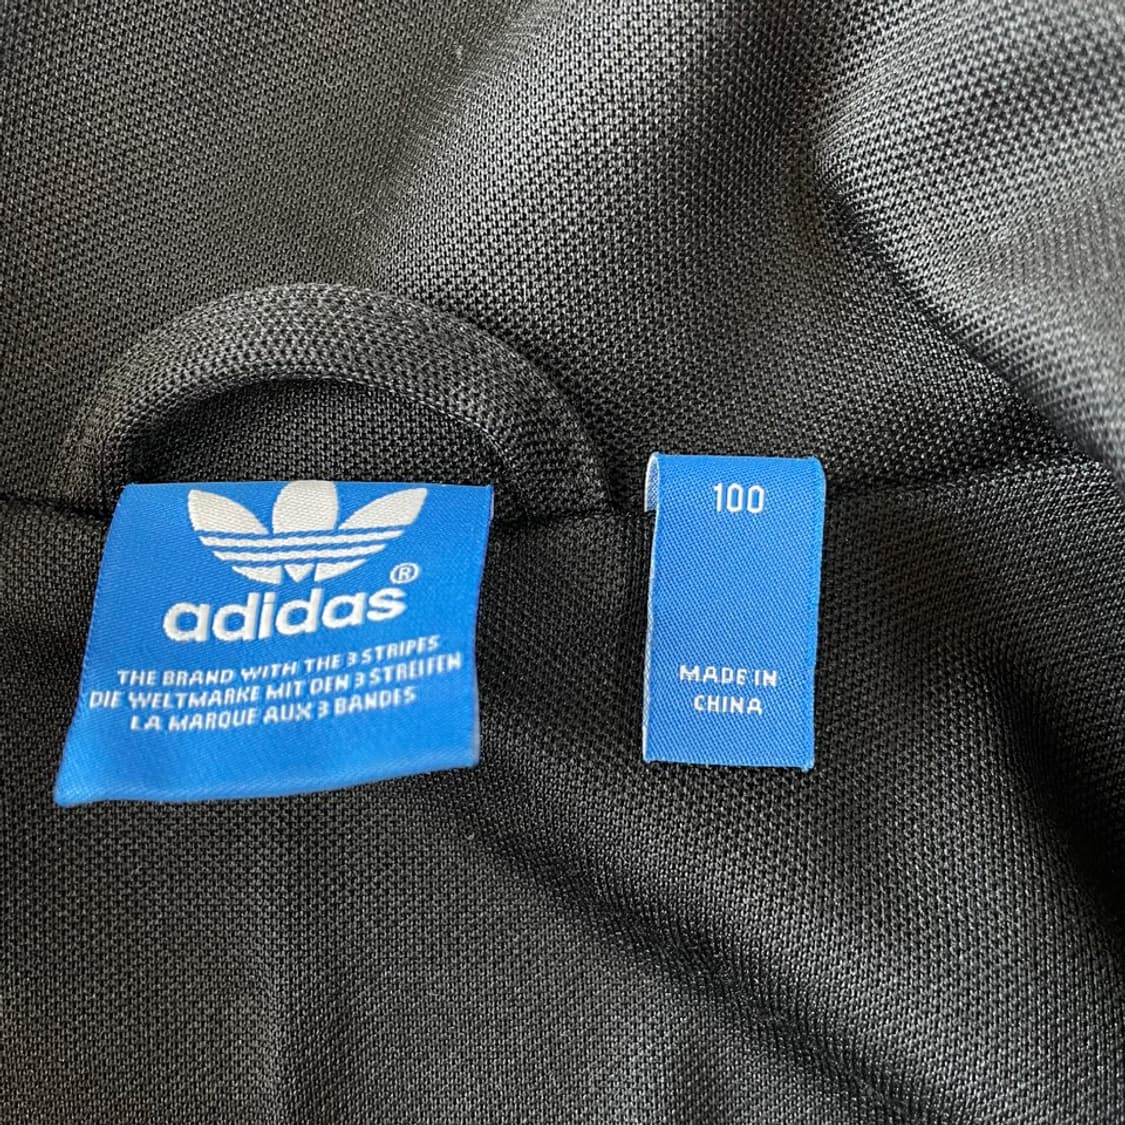 adidas®
THE BRAND WITH THE 3 STRIPES
DIE WELTMARKE MIT DEN 3 STREIFEN
LA MARQUE AUX 3 BANDES
100
MADE IN
CHINA